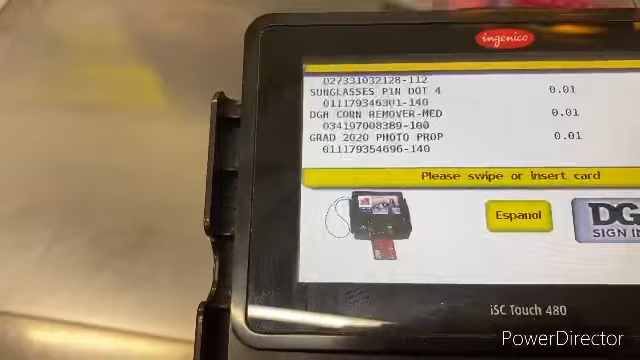 ingenico
027331032128-112
SUNGLASSES PIN DOT 4 0.01
011179346301-140
DGH CORN REMOVER-MED 0.01
034197008389-100
GRAD 2020 PHOTO PROP 0.01
011179354696-140
Please swipe or insert card
Espanol
DG
SIGN IN
iSC Touch 480
PowerDirector